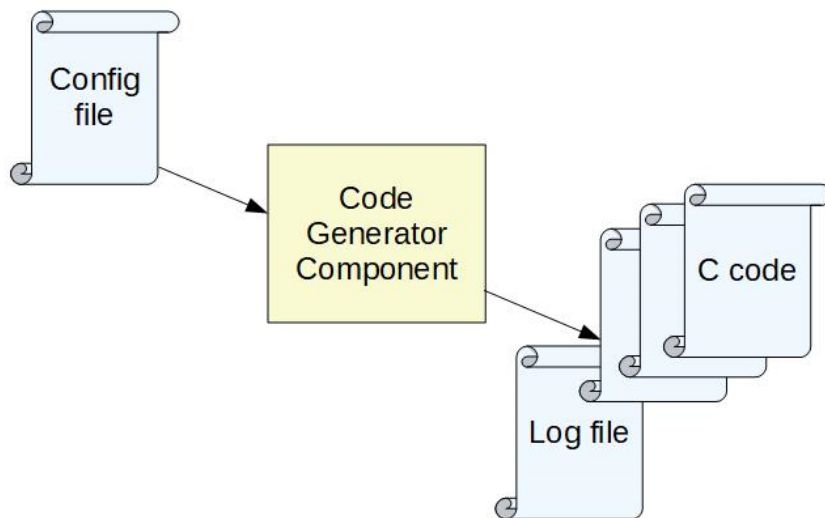 Config
file
Code
Generator
Component
C code
Log file